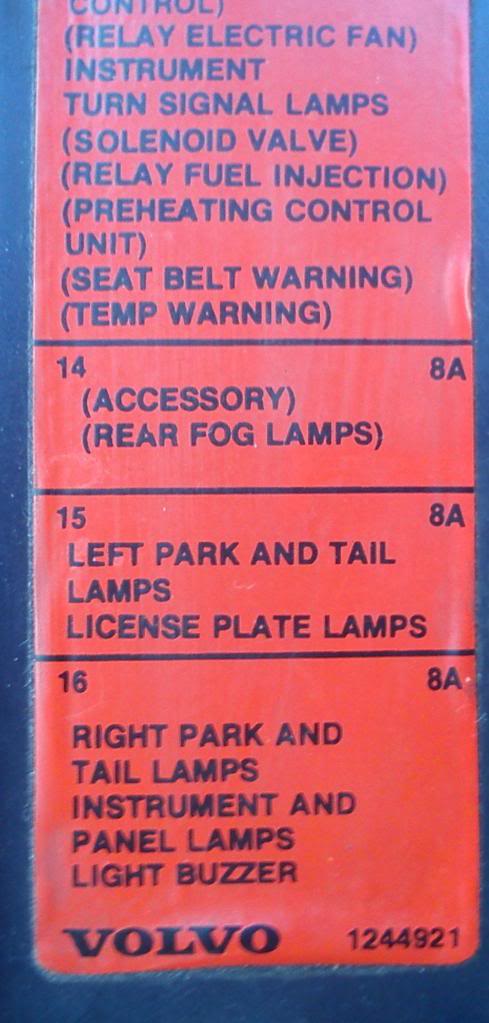 CONTROL)
(RELAY ELECTRIC FAN)
INSTRUMENT
TURN SIGNAL LAMPS
(SOLENOID VALVE)
(RELAY FUEL INJECTION)
(PREHEATING CONTROL
UNIT)
(SEAT BELT WARNING)
(TEMP WARNING)
14 8A
(ACCESSORY)
(REAR FOG LAMPS)
15 8A
LEFT PARK AND TAIL
LAMPS
LICENSE PLATE LAMPS
16 8A
RIGHT PARK AND
TAIL LAMPS
INSTRUMENT AND
PANEL LAMPS
LIGHT BUZZER
VOLVO 1244921